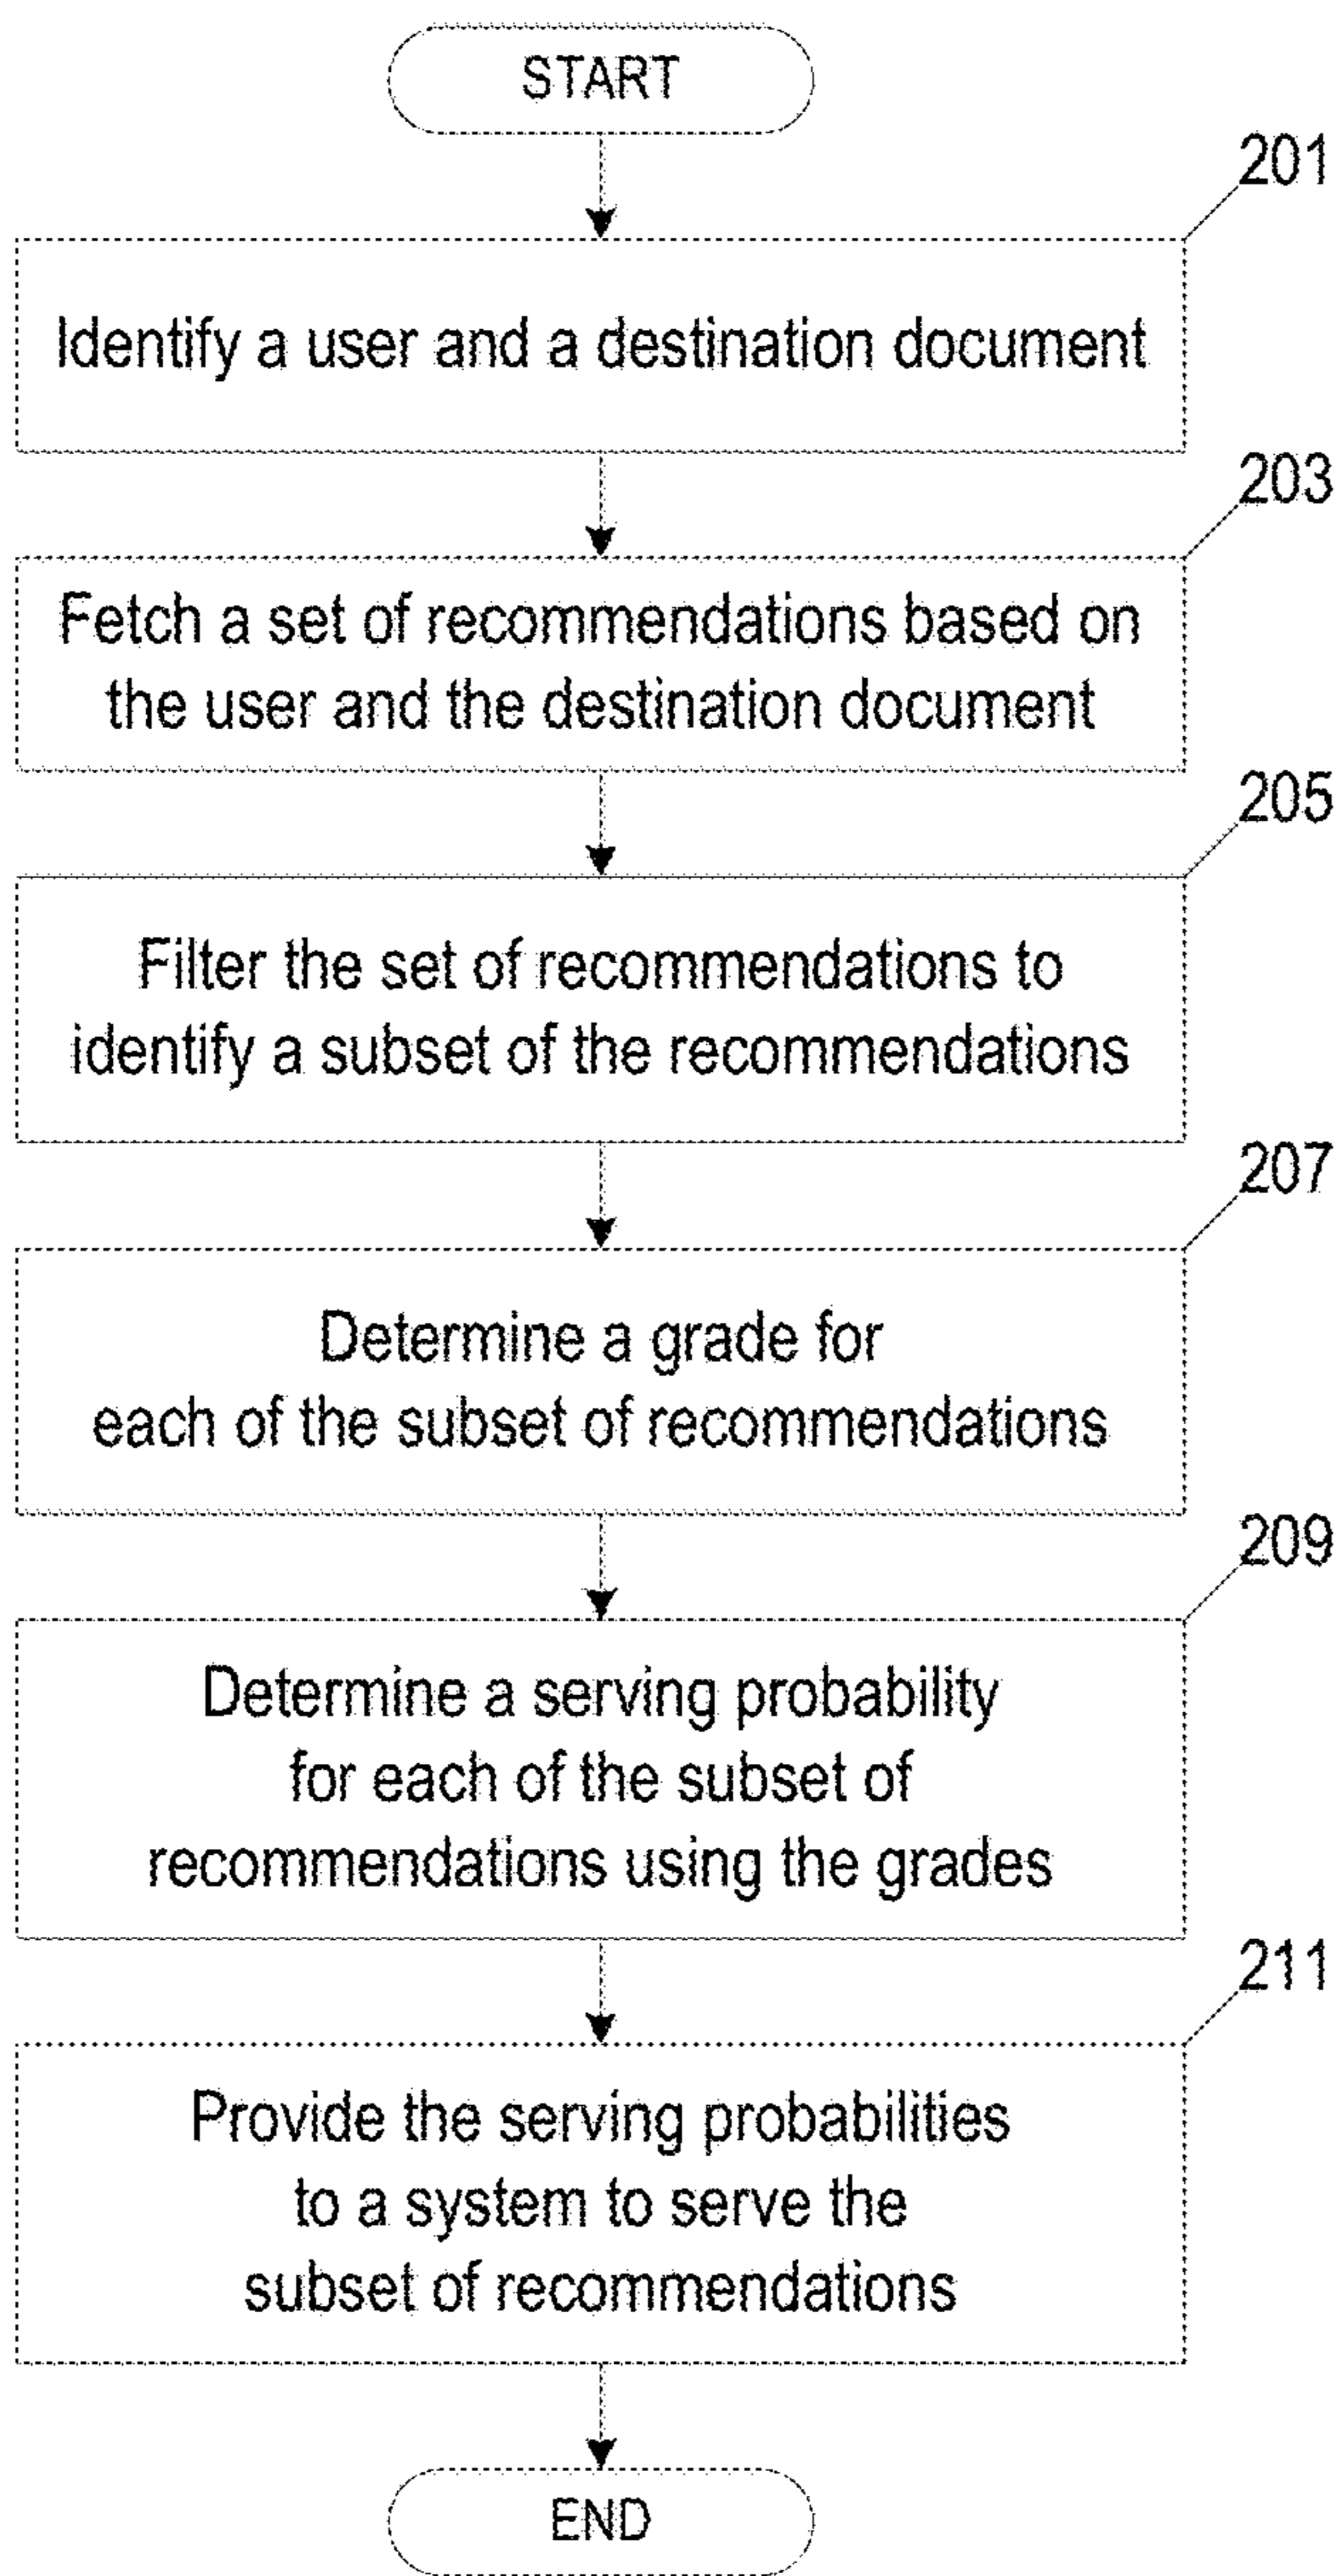 START
201
Identify a user and a destination document
203
Fetch a set of recommendations based on
the user and the destination document
205
Filter the set of recommendations to
identify a subset of the recommendations
207
Determine a grade for
each of the subset of recommendations
209
Determine a serving probability
for each of the subset of
recommendations using the grades
211
Provide the serving probabilities
to a system to serve the
subset of recommendations
END